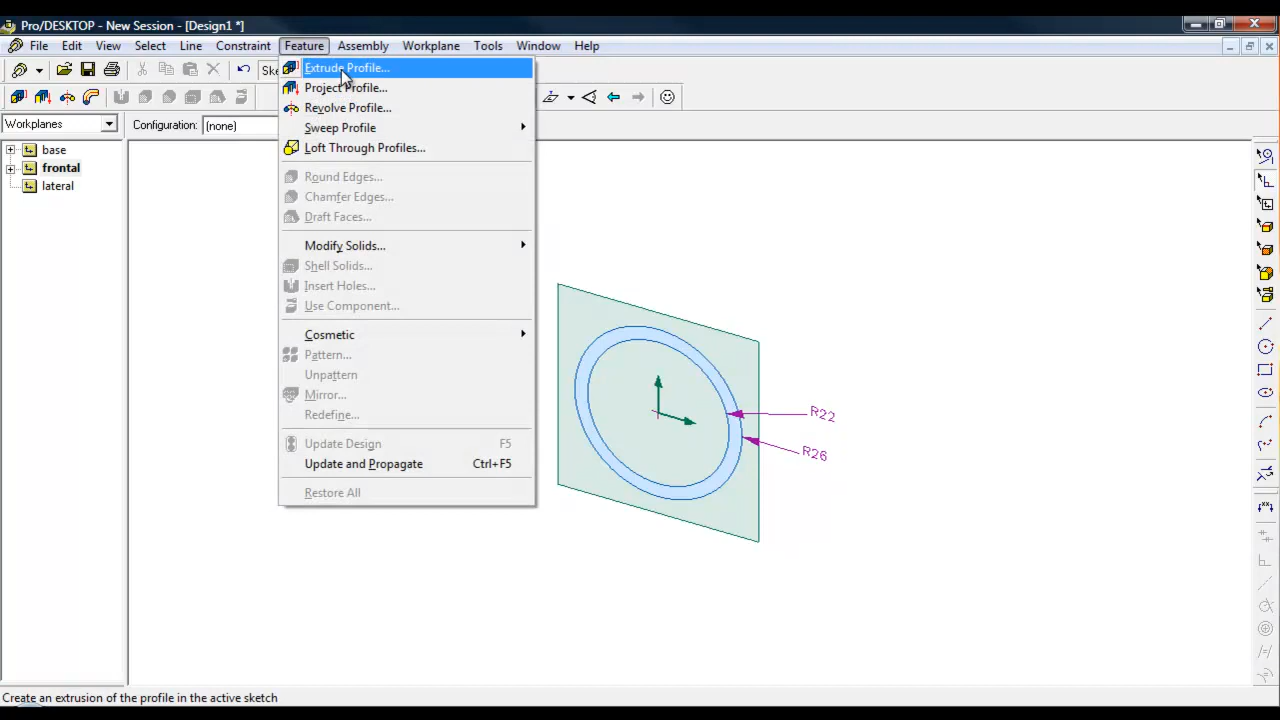 Pro/DESKTOP - New Session - [Design1 *]
File Edit View Select Line Constraint Feature Assembly Workplane Tools Window Help
Workplanes
Configuration: (none)
base
frontal
lateral
Extrude Profile...
Project Profile...
Revolve Profile...
Sweep Profile
Loft Through Profiles...
Round Edges...
Chamfer Edges...
Draft Faces...
Modify Solids...
Shell Solids...
Insert Holes...
Use Component...
Cosmetic
Pattern...
Unpattern
Mirror...
Redefine...
Update Design F5
Update and Propagate Ctrl+F5
Restore All
R22
R26
Create an extrusion of the profile in the active sketch